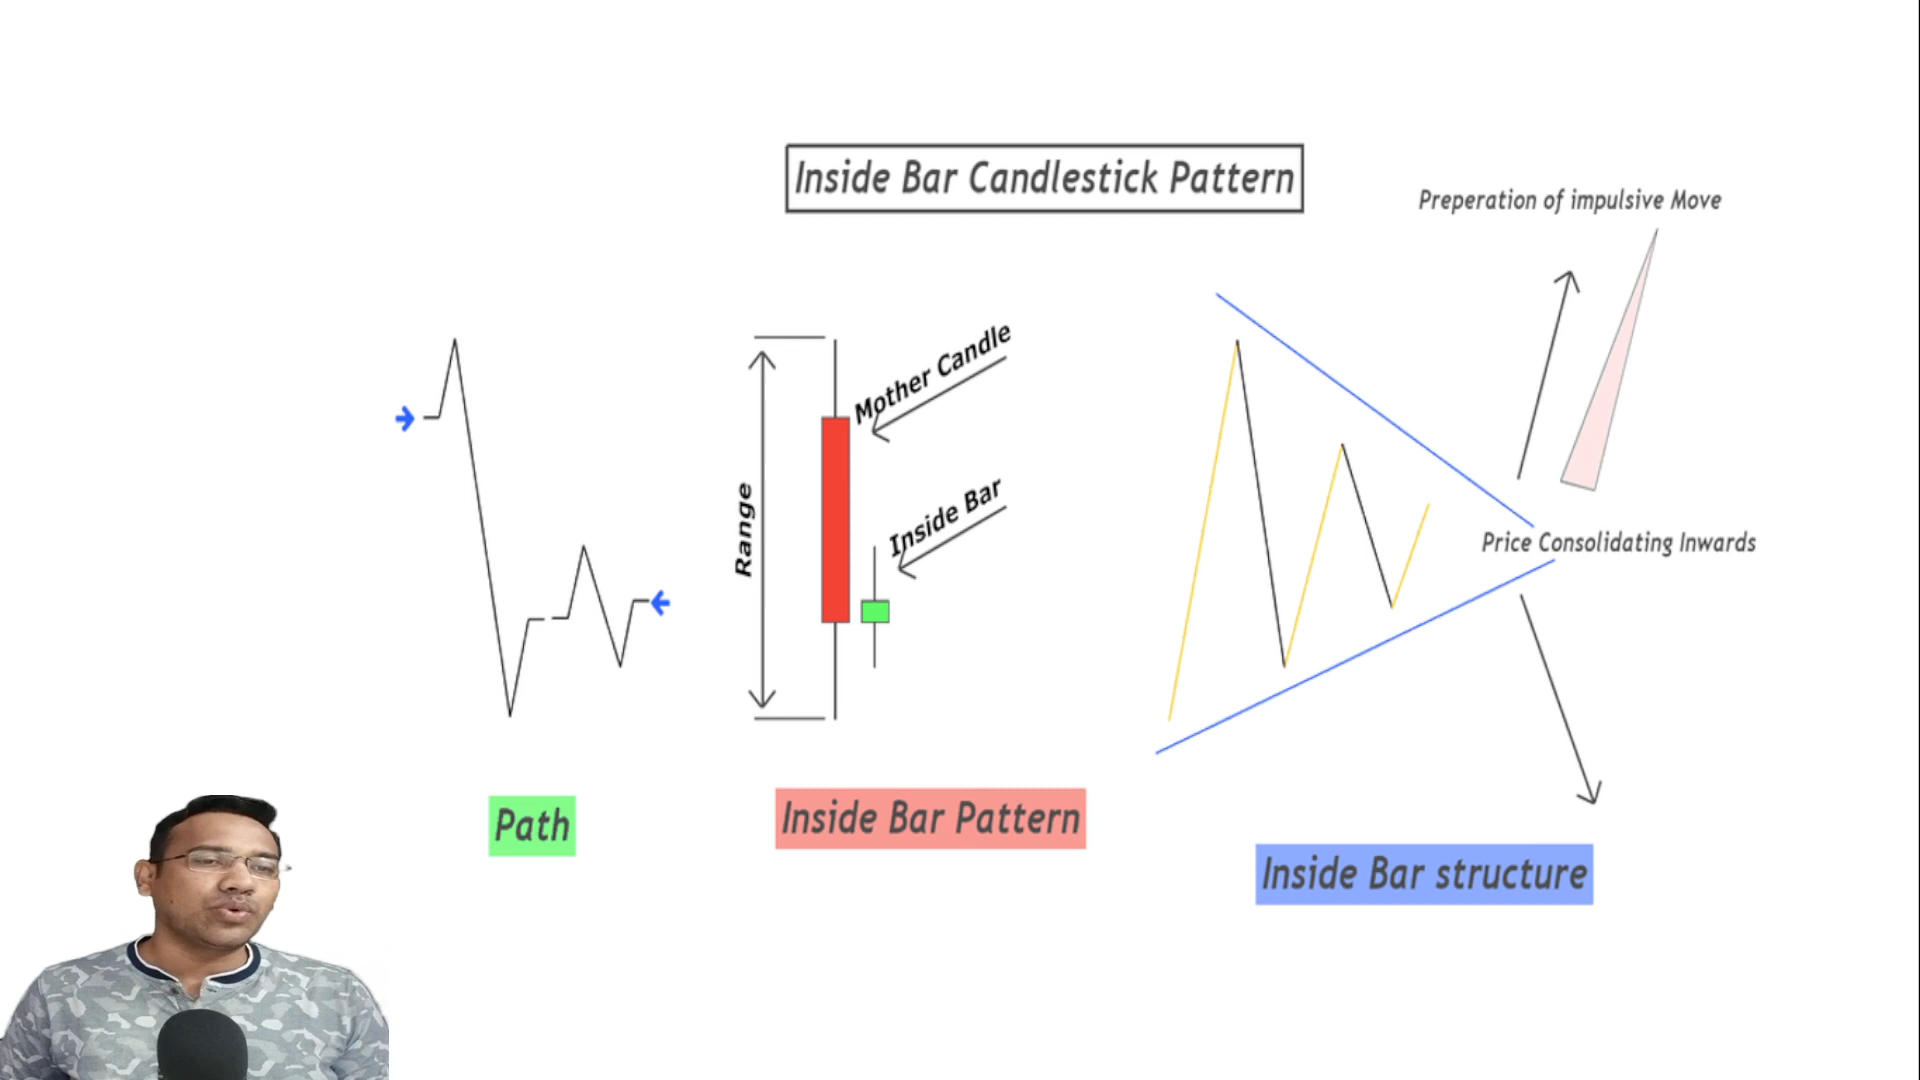 Inside Bar Candlestick Pattern
Preperation of impulsive Move
Mother Candle
Range
Inside Bar
Price Consolidating Inwards
Path
Inside Bar Pattern
Inside Bar structure